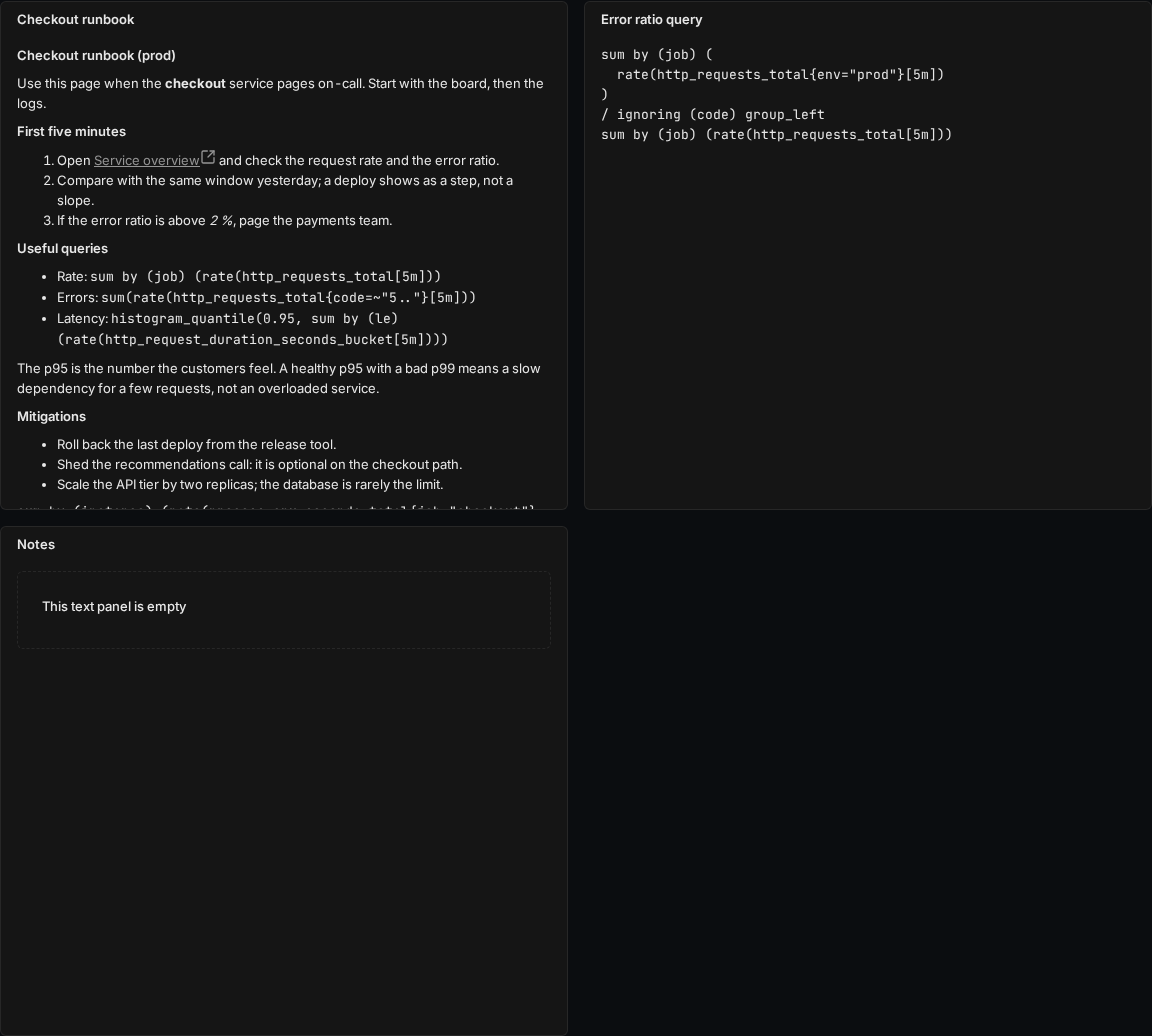 Checkout runbook
Checkout runbook (prod)
Use this page when the checkout service pages on-call. Start with the board, then the
logs.
First five minutes
1. Open Service overview and check the request rate and the error ratio.
2. Compare with the same window yesterday; a deploy shows as a step, not a
slope.
3. If the error ratio is above 2 %, page the payments team.
Useful queries
• Rate: sum by (job) (rate(http_requests_total[5m]))
• Errors: sum(rate(http_requests_total{code=~"5.."}[5m]))
• Latency: histogram_quantile(0.95, sum by (le)
(rate(http_request_duration_seconds_bucket[5m])))
The p95 is the number the customers feel. A healthy p95 with a bad p99 means a slow
dependency for a few requests, not an overloaded service.
Mitigations
• Roll back the last deploy from the release tool.
• Shed the recommendations call: it is optional on the checkout path.
• Scale the API tier by two replicas; the database is rarely the limit.
Error ratio query
sum by (job) (
  rate(http_requests_total{env="prod"}[5m])
)
/ ignoring (code) group_left
sum by (job) (rate(http_requests_total[5m]))
Notes
This text panel is empty